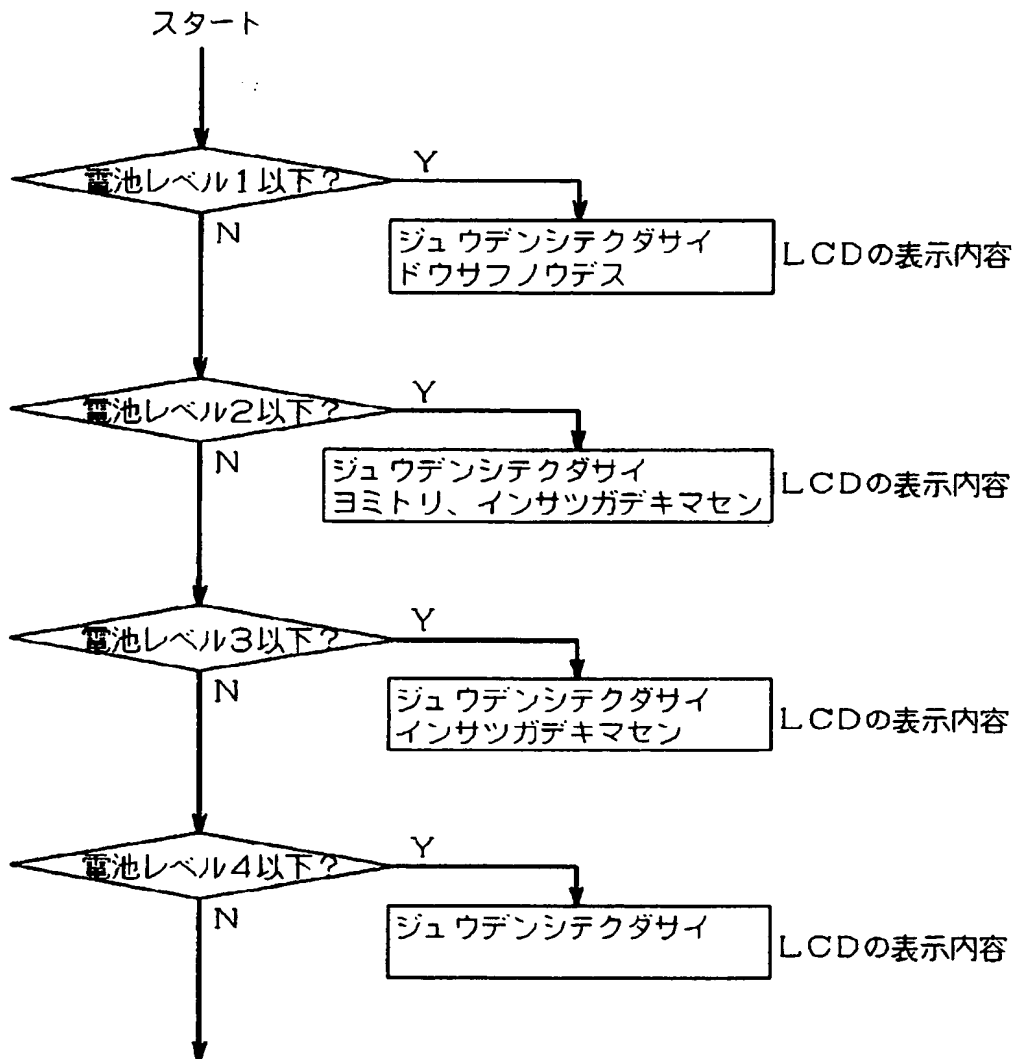 スタート
電池レベル1以下?
Y
N
ジュウデンシテクダサイ
ドウサフノウデス
LCDの表示内容
電池レベル2以下?
Y
N
ジュウデンシテクダサイ
ヨミトリ、インサツガデキマセン
LCDの表示内容
電池レベル3以下?
Y
N
ジュウデンシテクダサイ
インサツガデキマセン
LCDの表示内容
電池レベル4以下?
Y
N
ジュウデンシテクダサイ
LCDの表示内容